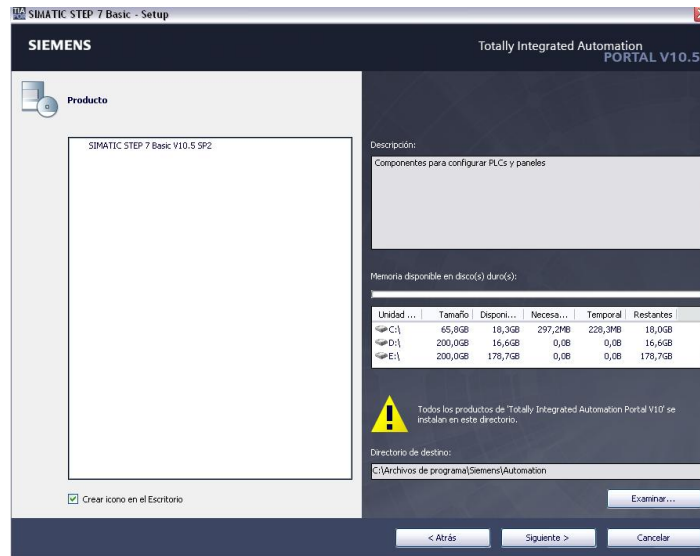 SIMATIC STEP 7 Basic - Setup
SIEMENS
Totally Integrated Automation
PORTAL V10.5
Producto
SIMATIC STEP 7 Basic V10.5 SP2
Descripción:
Componentes para configurar PLCs y paneles
Memoria disponible en disco(s) duro(s):
Unidad ... Tamaño Disponi... Necesa... Temporal Restantes
C:\ 65,8GB 18,3GB 297,2MB 228,3MB 18,0GB
D:\ 200,0GB 16,6GB 0,0B 0,0B 16,6GB
E:\ 200,0GB 178,7GB 0,0B 0,0B 178,7GB
Todos los productos de 'Totally Integrated Automation Portal V10' se
instalan en este directorio.
Directorio de destino:
C:\Archivos de programa\Siemens\Automation
Crear icono en el Escritorio
Examinar...
< Atrás
Siguiente >
Cancelar